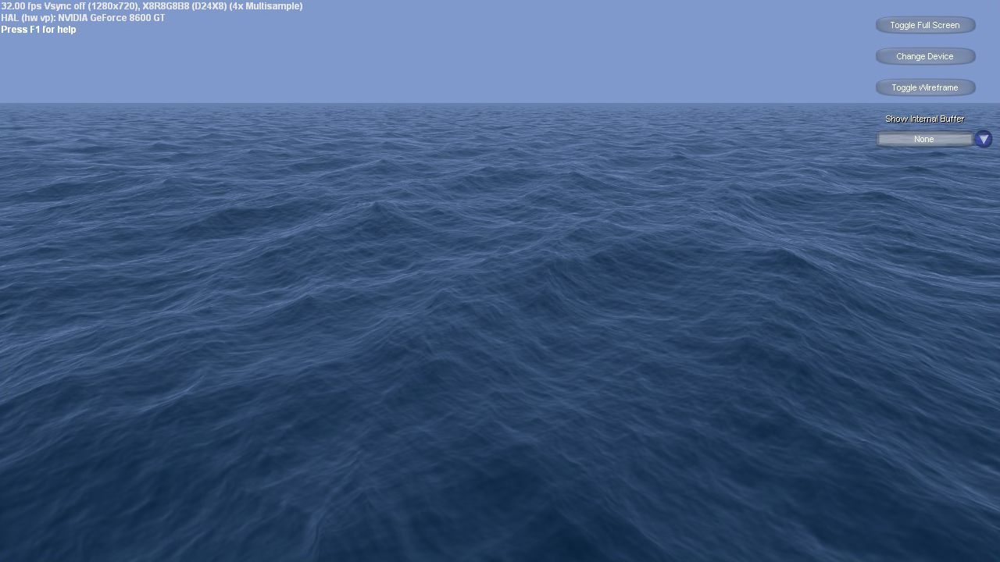 32.00 fps Vsync off (1280x720), X8R8G8B8 (D24X8) (4x Multisample)
HAL (hw vp): NVIDIA GeForce 8600 GT
Press F1 for help
Toggle Full Screen
Change Device
Toggle Wireframe
Show Internal Buffer
None